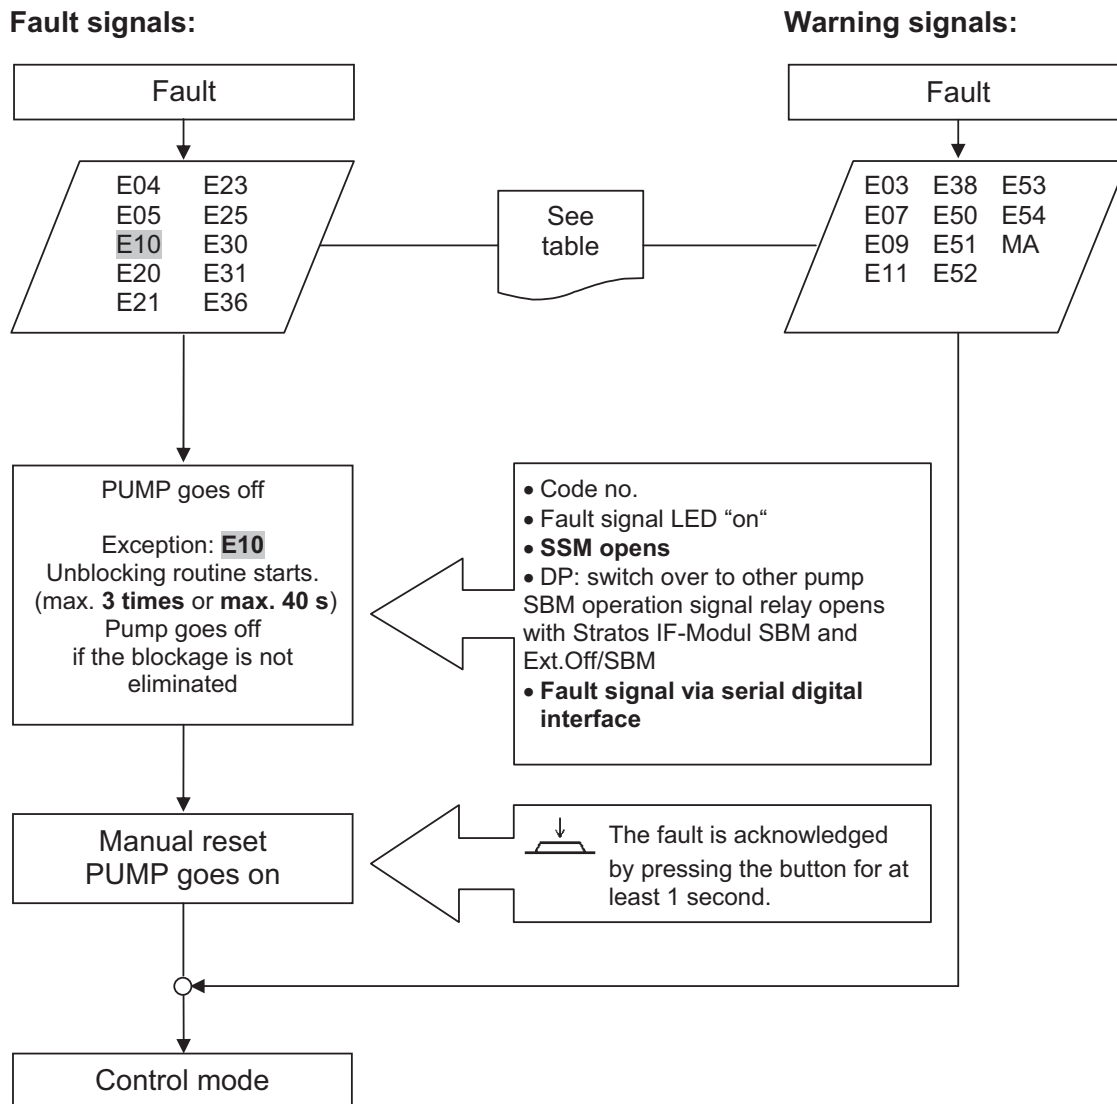 Fault signals:
Warning signals:
Fault
Fault
E04 E23
E05 E25
E10 E30
E20 E31
E21 E36
See
table
E03 E38 E53
E07 E50 E54
E09 E51 MA
E11 E52
PUMP goes off
Exception: E10
Unblocking routine starts.
(max. 3 times or max. 40 s)
Pump goes off
if the blockage is not
eliminated
• Code no.
• Fault signal LED “on“
• SSM opens
• DP: switch over to other pump
SBM operation signal relay opens
with Stratos IF-Modul SBM and
Ext.Off/SBM
• Fault signal via serial digital
interface
Manual reset
PUMP goes on
The fault is acknowledged
by pressing the button for at
least 1 second.
Control mode